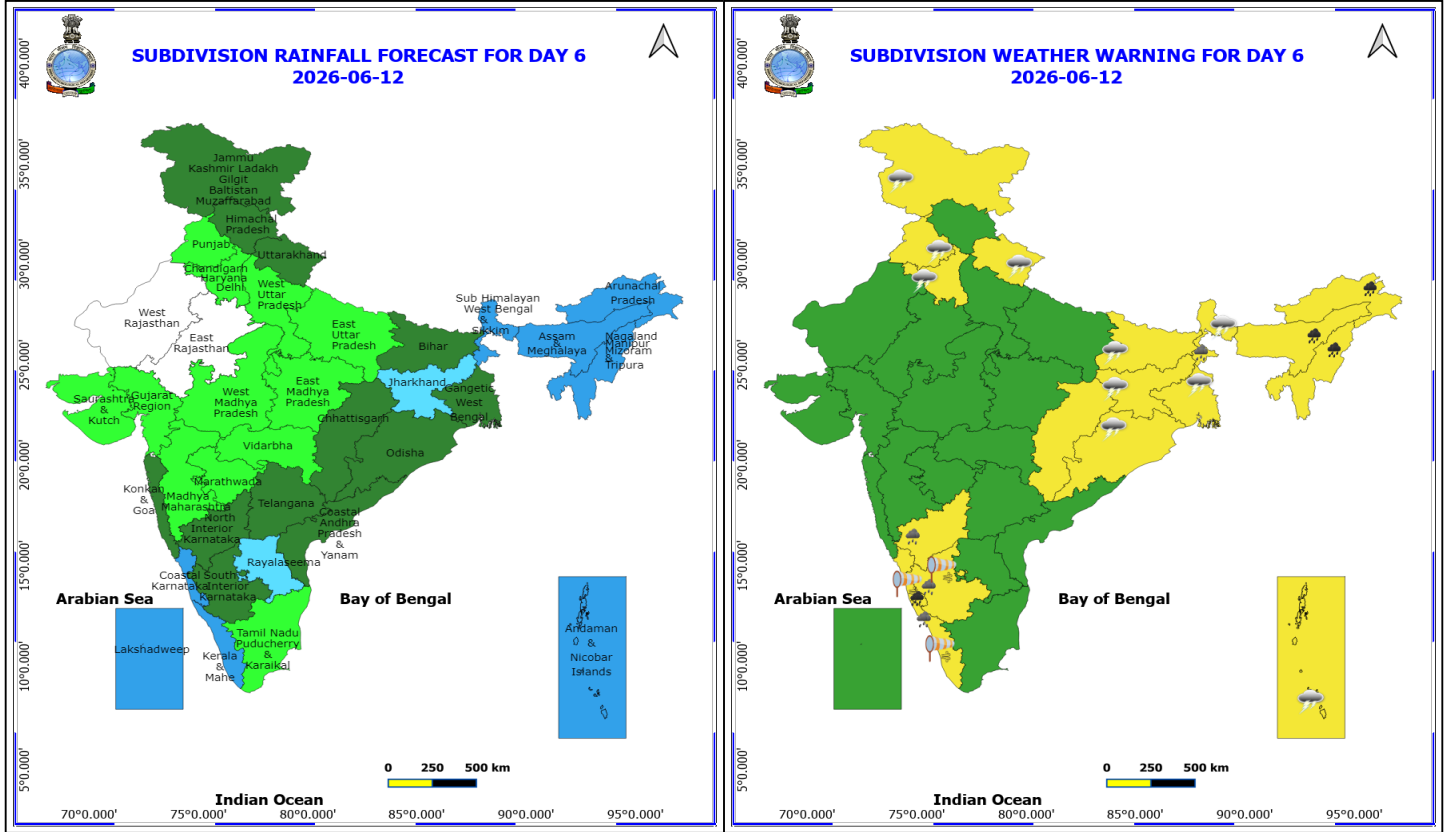 SUBDIVISION RAINFALL FORECAST FOR DAY 6
2026-06-12
40°0.000'
35°0.000'
30°0.000'
25°0.000'
20°0.000'
15°0.000'
10°0.000'
5°0.000'
Jammu
Kashmir Ladakh
Gilgit
Baltistan
Muzaffarabad
Himachal
Pradesh
Punjab
Uttarakhand
Chandigarh
Haryana
Delhi
West
Uttar
Pradesh
West
Rajasthan
East
Rajasthan
East
Uttar
Pradesh
Bihar
Sub Himalayan
West Bengal
&
Sikkim
Arunachal
Pradesh
Assam
&
Meghalaya
Nagaland
Manipur
Mizoram
&
Tripura
Jharkhand
Gangetic
West
Bengal
Saurashtra
&
Kutch
Gujarat
Region
West
Madhya
Pradesh
East
Madhya
Pradesh
Chhattisgarh
Odisha
Vidarbha
Marathwada
Madhya
Maharashtra
Konkan
&
Goa
Telangana
North
Interior
Karnataka
Coastal
Andhra
Pradesh
&
Yanam
Rayalaseema
Coastal
Karnataka
South
Interior
Karnataka
Tamil Nadu
Puducherry
&
Karaikal
Kerala
&
Mahe
Lakshadweep
Andaman
&
Nicobar
Islands
Arabian Sea
Bay of Bengal
0 250 500 km
Indian Ocean
70°0.000' 75°0.000' 80°0.000' 85°0.000' 90°0.000' 95°0.000'
SUBDIVISION WEATHER WARNING FOR DAY 6
2026-06-12
40°0.000'
35°0.000'
30°0.000'
25°0.000'
20°0.000'
15°0.000'
10°0.000'
5°0.000'
Arabian Sea
Bay of Bengal
0 250 500 km
Indian Ocean
70°0.000' 75°0.000' 80°0.000' 85°0.000' 90°0.000' 95°0.000'